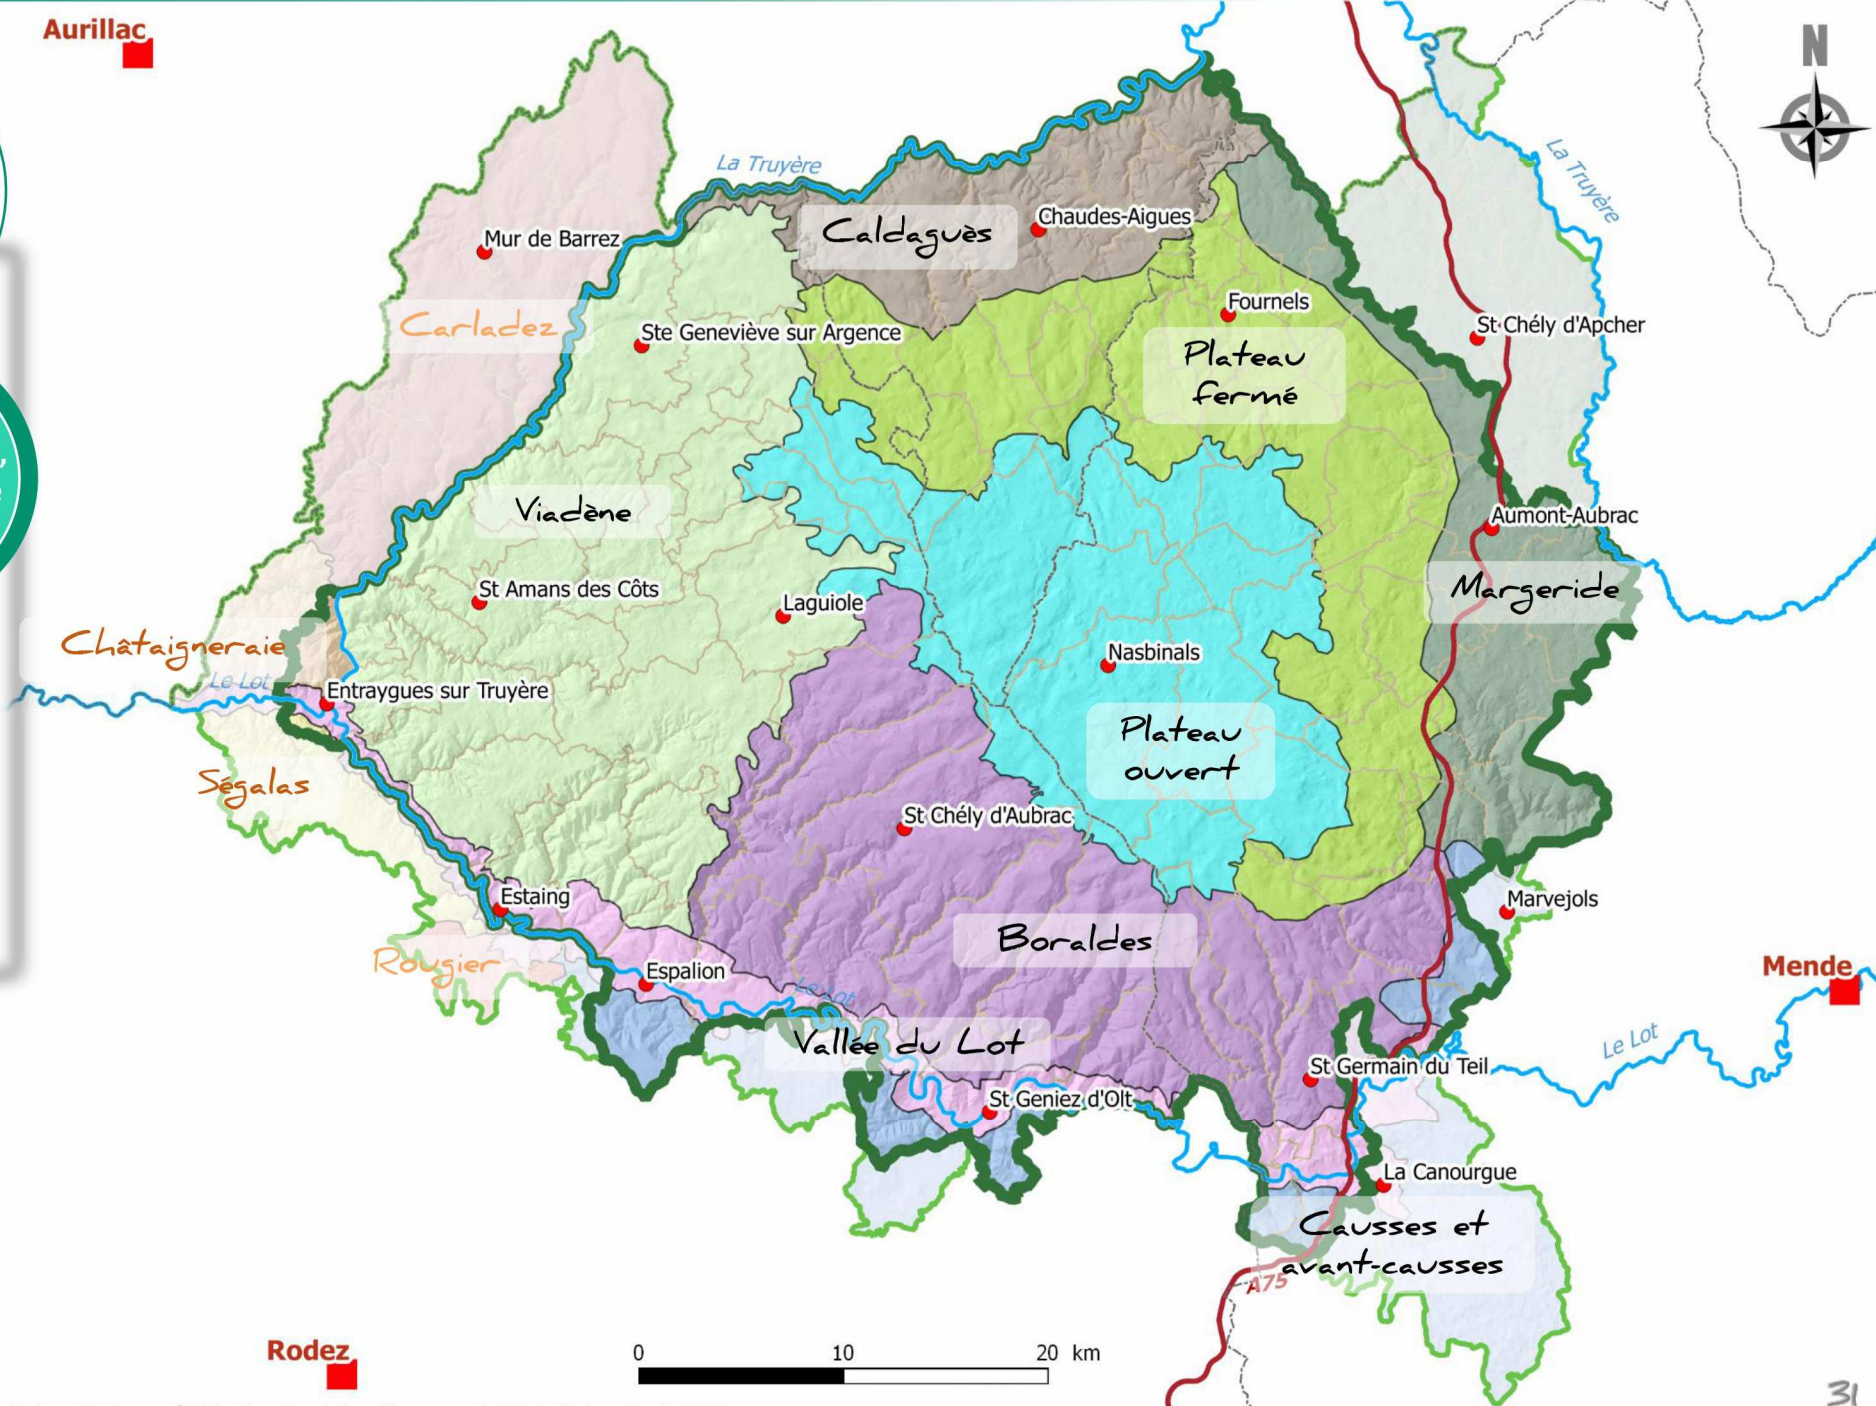 Aurillac
N
La Truyère
La Truyère
Chaudes-Aigues
Caldaguès
Mur de Barrez
Carladez
Fournels
St Chély d'Apcher
Ste Geneviève sur Argence
Plateau
fermé
Viadène
Aumont-Aubrac
St Amans des Côts
Laguiole
Margeride
Châtaigneraie
Nasbinals
Le Lot
Entraygues sur Truyère
Plateau
ouvert
Ségalas
St Chély d'Aubrac
Estaing
Marvejols
Boraldes
Rougier
Espalion
Mende
Le Lot
Vallée du Lot
Le Lot
St Germain du Teil
St Geniez d'Olt
La Canourgue
Causses et
avant-causses
A75
Rodez
0 10 20 km
31